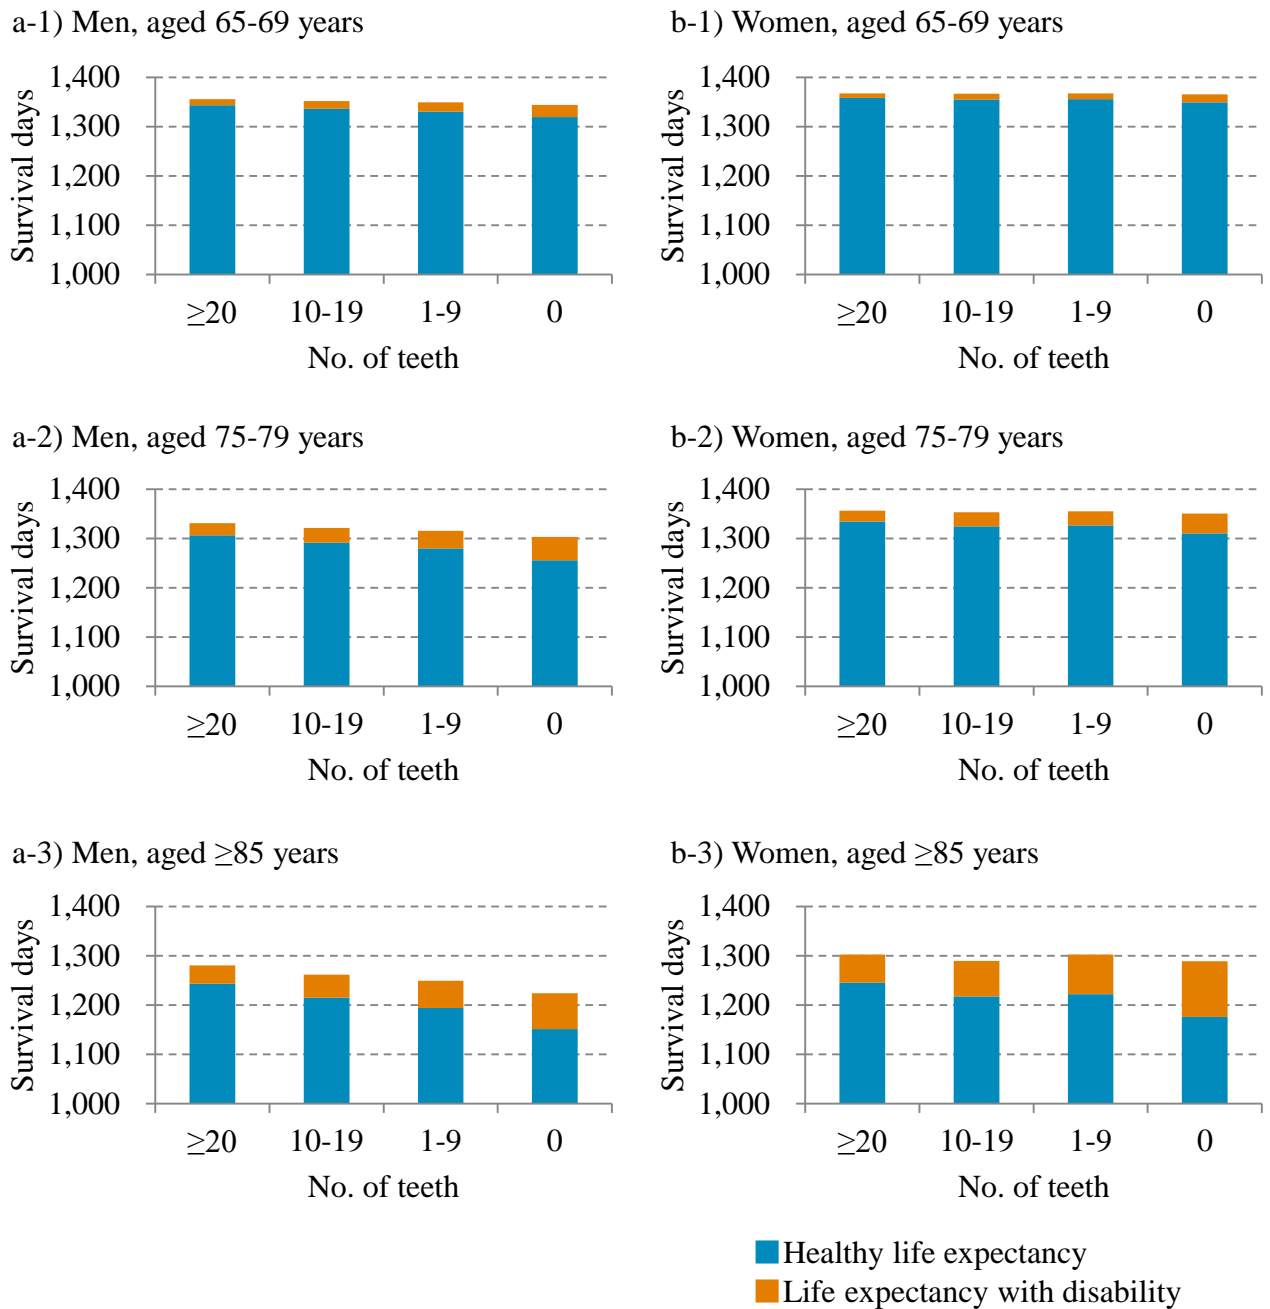 a-1) Men, aged 65-69 years
Survival days
1,400
1,300
1,200
1,100
1,000
≥20 10-19 1-9 0
No. of teeth
b-1) Women, aged 65-69 years
Survival days
1,400
1,300
1,200
1,100
1,000
≥20 10-19 1-9 0
No. of teeth
a-2) Men, aged 75-79 years
Survival days
1,400
1,300
1,200
1,100
1,000
≥20 10-19 1-9 0
No. of teeth
b-2) Women, aged 75-79 years
Survival days
1,400
1,300
1,200
1,100
1,000
≥20 10-19 1-9 0
No. of teeth
a-3) Men, aged ≥85 years
Survival days
1,400
1,300
1,200
1,100
1,000
≥20 10-19 1-9 0
No. of teeth
b-3) Women, aged ≥85 years
Survival days
1,400
1,300
1,200
1,100
1,000
≥20 10-19 1-9 0
No. of teeth
Healthy life expectancy
Life expectancy with disability